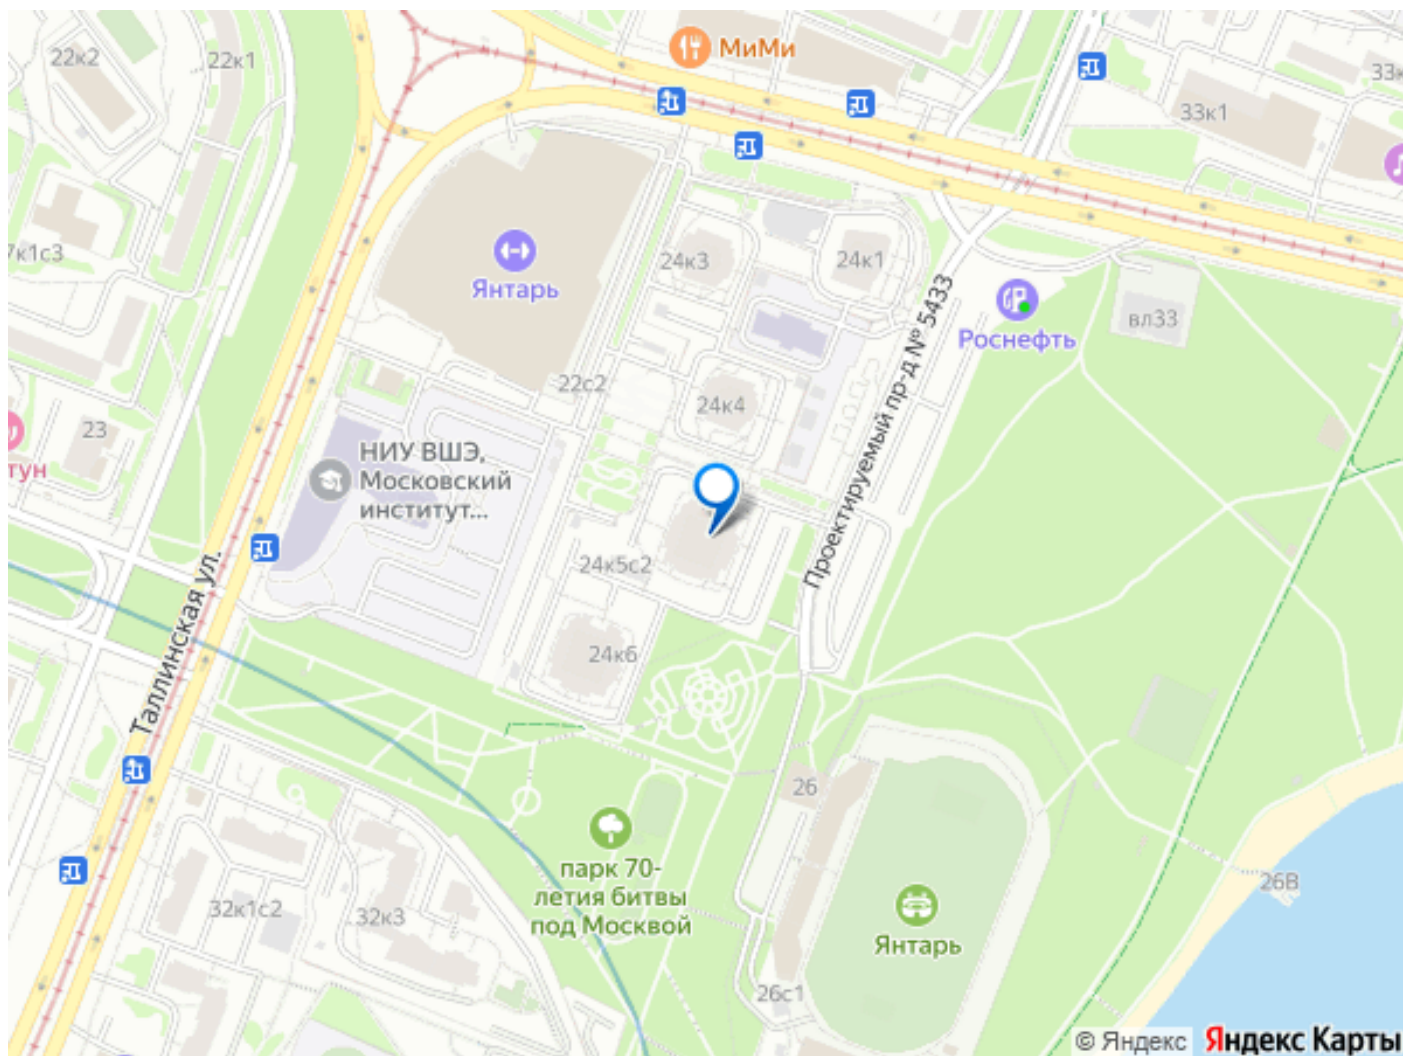 22к2
22к1
МиМи
33к
33к1
7к1с3
24к3
24к1
Янтарь
Роснефть
вл33
Проектируемый пр-д № 5433
22с2
24к4
23
тун
НИУ ВШЭ,
Московский
институт...
24к5с2
24к6
Таллинская ул.
26
парк 70-
летия битвы
под Москвой
26В
32к1с2
32к3
Янтарь
26с1
© Яндекс Яндекс Карты